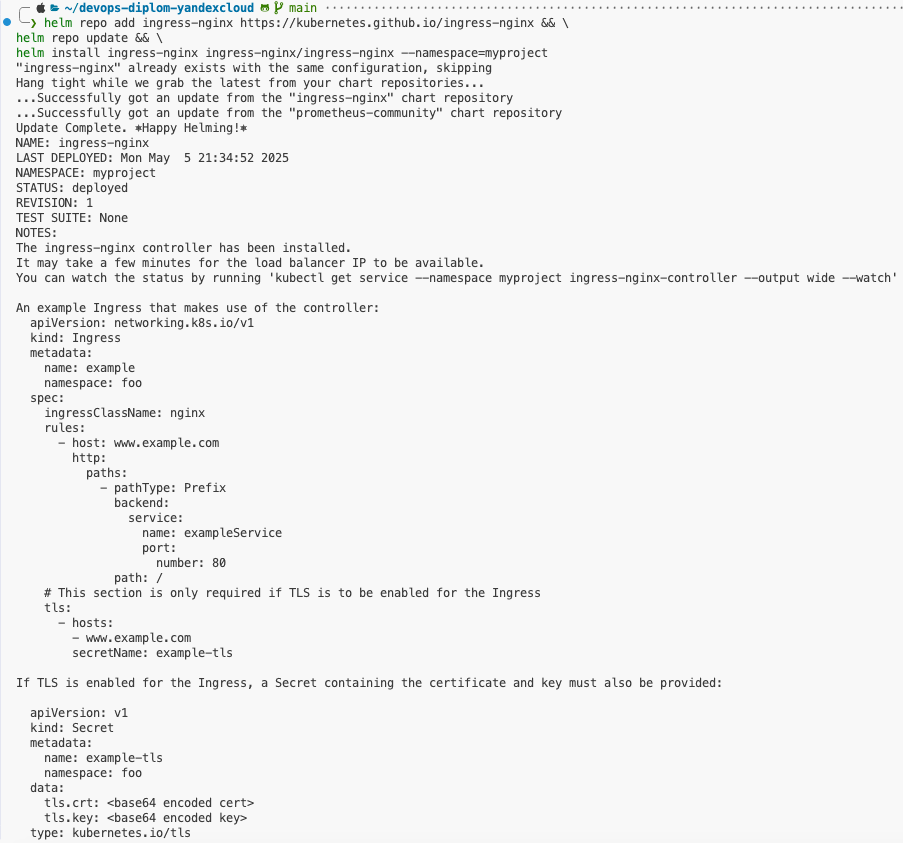 ~/devops-diplom-yandexcloud main
❯ helm repo add ingress-nginx https://kubernetes.github.io/ingress-nginx && \
helm repo update && \
helm install ingress-nginx ingress-nginx/ingress-nginx --namespace=myproject
"ingress-nginx" already exists with the same configuration, skipping
Hang tight while we grab the latest from your chart repositories...
...Successfully got an update from the "ingress-nginx" chart repository
...Successfully got an update from the "prometheus-community" chart repository
Update Complete. *Happy Helming!*
NAME: ingress-nginx
LAST DEPLOYED: Mon May  5 21:34:52 2025
NAMESPACE: myproject
STATUS: deployed
REVISION: 1
TEST SUITE: None
NOTES:
The ingress-nginx controller has been installed.
It may take a few minutes for the load balancer IP to be available.
You can watch the status by running 'kubectl get service --namespace myproject ingress-nginx-controller --output wide --watch'

An example Ingress that makes use of the controller:
  apiVersion: networking.k8s.io/v1
  kind: Ingress
  metadata:
    name: example
    namespace: foo
  spec:
    ingressClassName: nginx
    rules:
      - host: www.example.com
        http:
          paths:
            - pathType: Prefix
              backend:
                service:
                  name: exampleService
                  port:
                    number: 80
              path: /
    # This section is only required if TLS is to be enabled for the Ingress
    tls:
      - hosts:
        - www.example.com
        secretName: example-tls

If TLS is enabled for the Ingress, a Secret containing the certificate and key must also be provided:

  apiVersion: v1
  kind: Secret
  metadata:
    name: example-tls
    namespace: foo
  data:
    tls.crt: <base64 encoded cert>
    tls.key: <base64 encoded key>
  type: kubernetes.io/tls